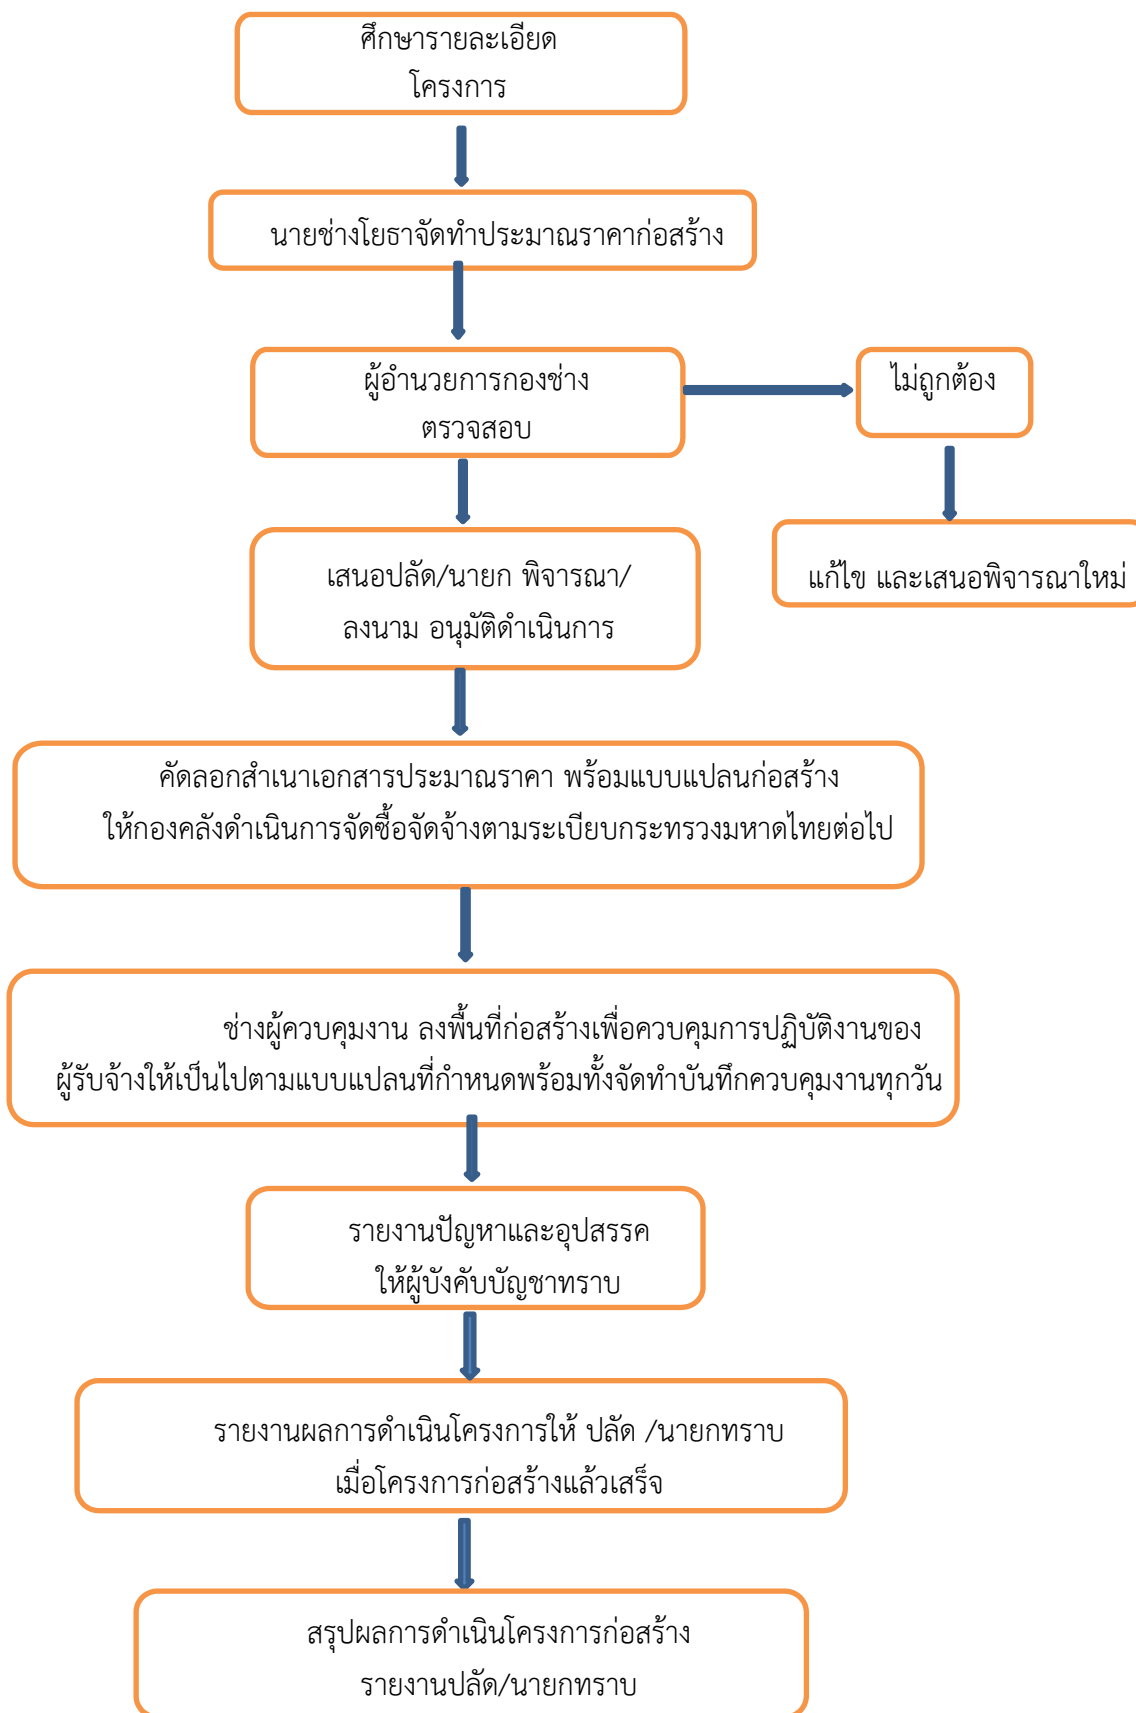 ศึกษารายละเอียด
โครงการ
นายช่างโยธาจัดทำประมาณราคาก่อสร้าง
ผู้อำนวยการกองช่าง
ตรวจสอบ
ไม่ถูกต้อง
เสนอปลัด/นายก พิจารณา/
ลงนาม อนุมัติดำเนินการ
แก้ไข และเสนอพิจารณาใหม่
คัดลอกสำเนาเอกสารประมาณราคา พร้อมแบบแปลนก่อสร้าง
ให้กองคลังดำเนินการจัดซื้อจัดจ้างตามระเบียบกระทรวงมหาดไทยต่อไป
ช่างผู้ควบคุมงาน ลงพื้นที่ก่อสร้างเพื่อควบคุมการปฏิบัติงานของ
ผู้รับจ้างให้เป็นไปตามแบบแปลนที่กำหนดพร้อมทั้งจัดทำบันทึกควบคุมงานทุกวัน
รายงานปัญหาและอุปสรรค
ให้ผู้บังคับบัญชาทราบ
รายงานผลการดำเนินโครงการให้ ปลัด /นายกทราบ
เมื่อโครงการก่อสร้างแล้วเสร็จ
สรุปผลการดำเนินโครงการก่อสร้าง
รายงานปลัด/นายกทราบ